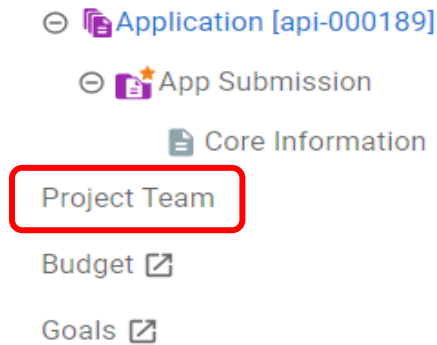 Application [api-000189]
App Submission
Core Information
Project Team
Budget
Goals